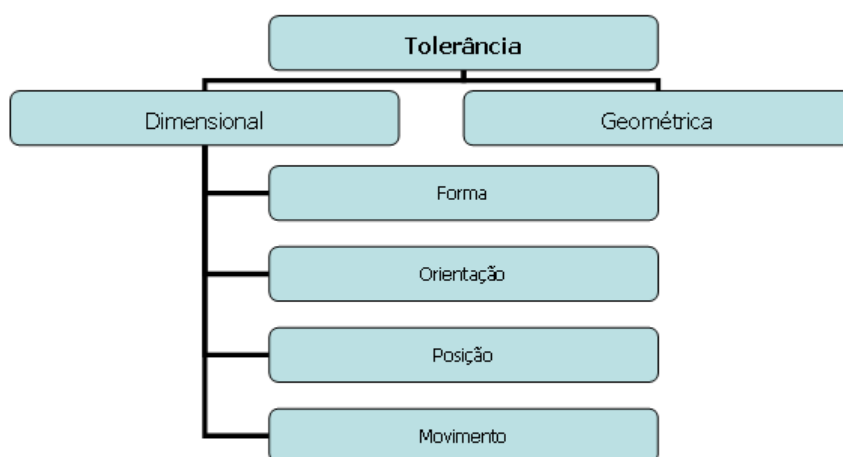 Tolerância
Dimensional
Geométrica
Forma
Orientação
Posição
Movimento